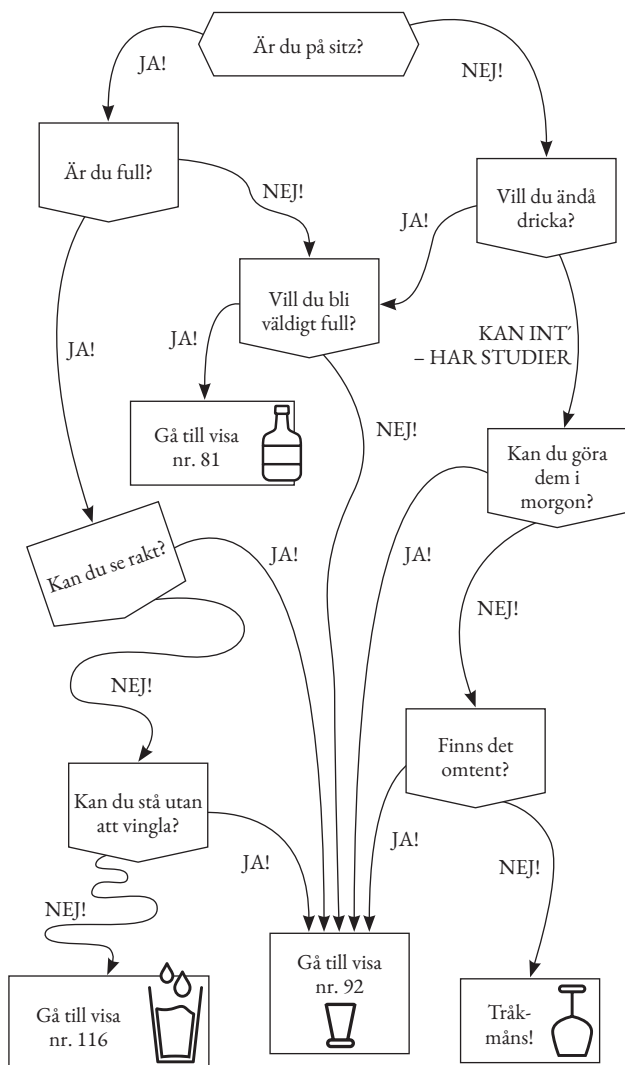 Är du på sitz?
JA!
NEJ!
Är du full?
NEJ!
Vill du ändå
dricka?
JA!
Vill du bli
väldigt full?
JA!
JA!
KAN INT´
– HAR STUDIER
Gå till visa
nr. 81
NEJ!
Kan du göra
dem i
morgon?
Kan du se rakt?
JA!
JA!
NEJ!
NEJ!
Finns det
omtent?
Kan du stå utan
att vingla?
JA!
JA!
NEJ!
NEJ!
Gå till visa
nr. 92
Gå till visa
nr. 116
Tråk-
måns!